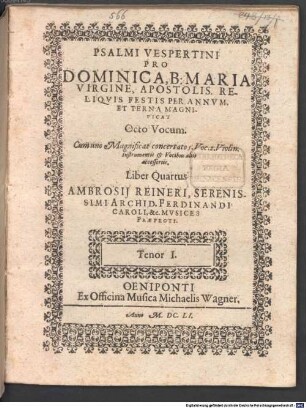 566
PSALMI VESPERTINI
PRO
DOMINICA, B: MARIA
VIRGINE, APOSTOLIS. RE-
LIQVIS FESTIS PER ANNVM.
ET TERNA MAGNI-
FICAT
Octo Vocum.
Cum uno Magnificat concertato 5. Voc. 2. Violin.
instrumentis & Vocibus aliis
accessoriis.
Liber Quartus
AMBROSII REINERI, SERENIS-
SIMI ARCHID. FERDINANDI
CAROLI.&c. MVSICES
PRÆFECTI.
Tenor I.
OENIPONTI
Ex Officina Musica Michaelis Wagner.
Anno M. DC. LI.